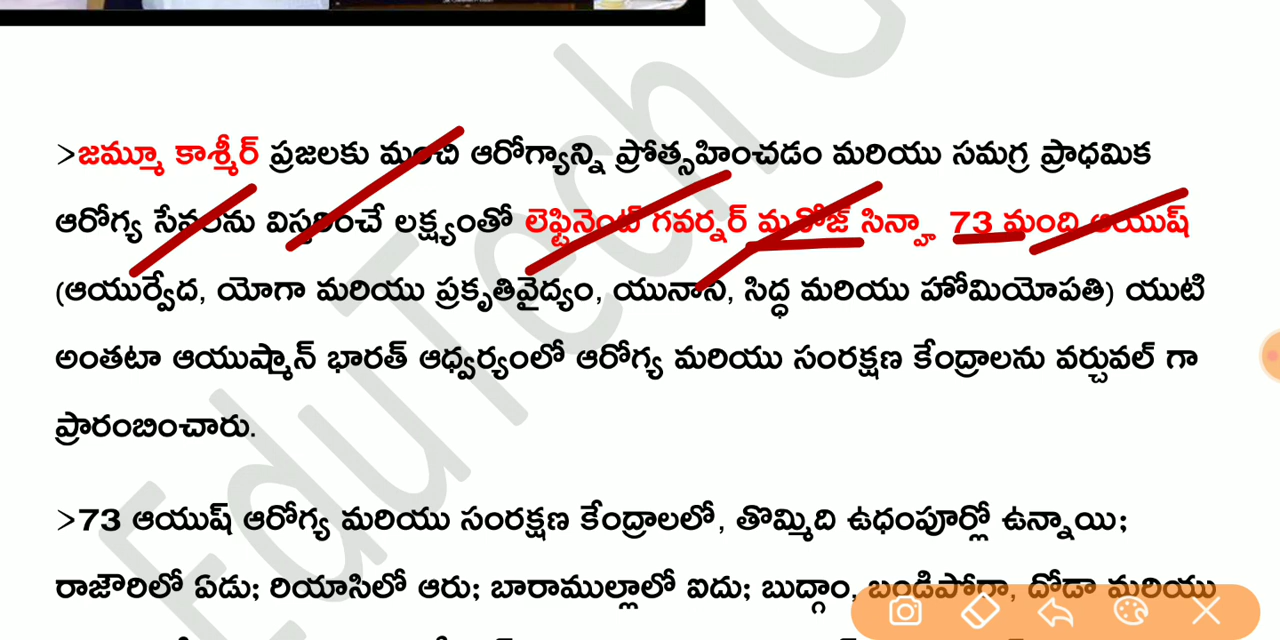 >జమ్మూ కాశ్మీర్ ప్రజలకు మంచి ఆరోగ్యాన్ని ప్రోత్సహించడం మరియు సమగ్ర ప్రాధమిక
ఆరోగ్య సేవలను విస్తరించే లక్ష్యంతో లెఫ్టినెంట్ గవర్నర్ మనోజ్ సిన్హా 73 మంది ఆయుష్
(ఆయుర్వేద, యోగా మరియు ప్రకృతివైద్యం, యునాని, సిద్ధ మరియు హోమియోపతి) యుటి
అంతటా ఆయుష్మాన్ భారత్ ఆధ్వర్యంలో ఆరోగ్య మరియు సంరక్షణ కేంద్రాలను వర్చువల్ గా
ప్రారంబించారు.
>73 ఆయుష్ ఆరోగ్య మరియు సంరక్షణ కేంద్రాలలో, తొమ్మిది ఉధంపూర్లో ఉన్నాయి;
రాజౌరిలో ఏడు; రియాసిలో ఆరు; బారాముల్లాలో ఐదు; బుద్గాం, బండిపోరా, దోడా మరియు
EduTech